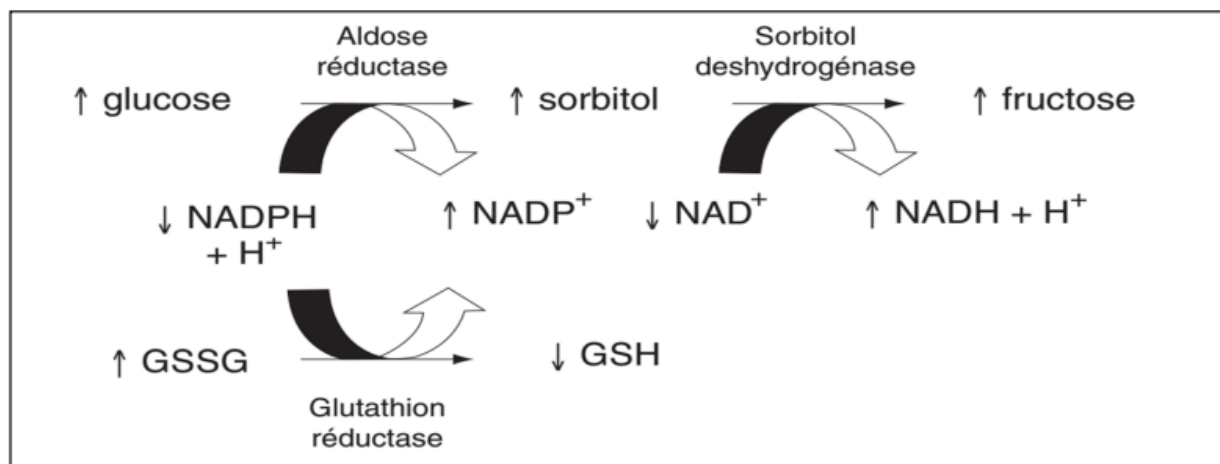 Aldose
réductase
Sorbitol
deshydrogénase
↑ glucose
↑ sorbitol
↑ fructose
↓ NADPH
+ H⁺
↑ NADP⁺
↓ NAD⁺
↑ NADH + H⁺
↑ GSSG
↓ GSH
Glutathion
réductase